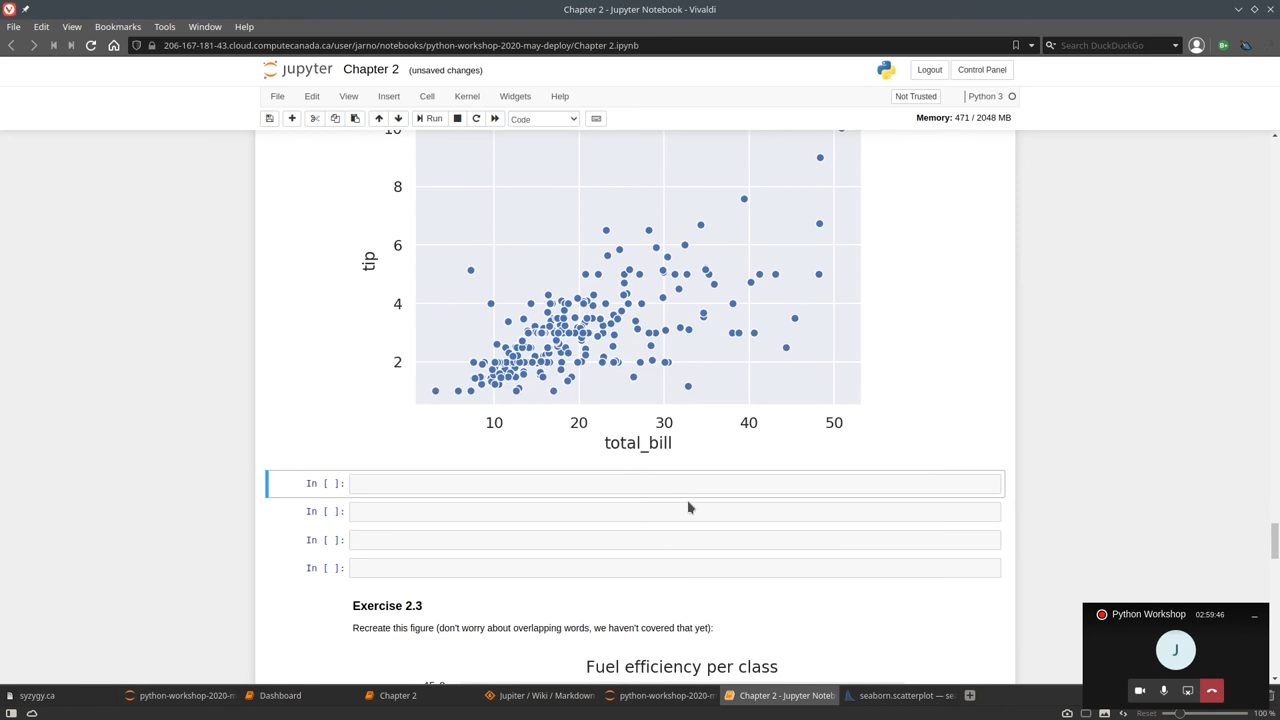 Chapter 2 - Jupyter Notebook - Vivaldi
File Edit View Bookmarks Tools Window Help
206-167-181-43.cloud.computecanada.ca/user/jarno/notebooks/python-workshop-2020-may-deploy/Chapter 2.ipynb
Search DuckDuckGo
jupyter Chapter 2 (unsaved changes)
Logout Control Panel
File Edit View Insert Cell Kernel Widgets Help
Not Trusted Python 3
Run Code Memory: 471 / 2048 MB
10
8
6
tip
4
2
10 20 30 40 50
total_bill
In [ ]:
In [ ]:
In [ ]:
In [ ]:
Exercise 2.3
Recreate this figure (don't worry about overlapping words, we haven't covered that yet):
Fuel efficiency per class
Python Workshop 02:59:46
J
syzygy.ca python-workshop-2020-m Dashboard Chapter 2 Jupiter / Wiki / Markdown python-workshop-2020-m Chapter 2 - Jupyter Noteb seaborn.scatterplot — se
Reset 100 %